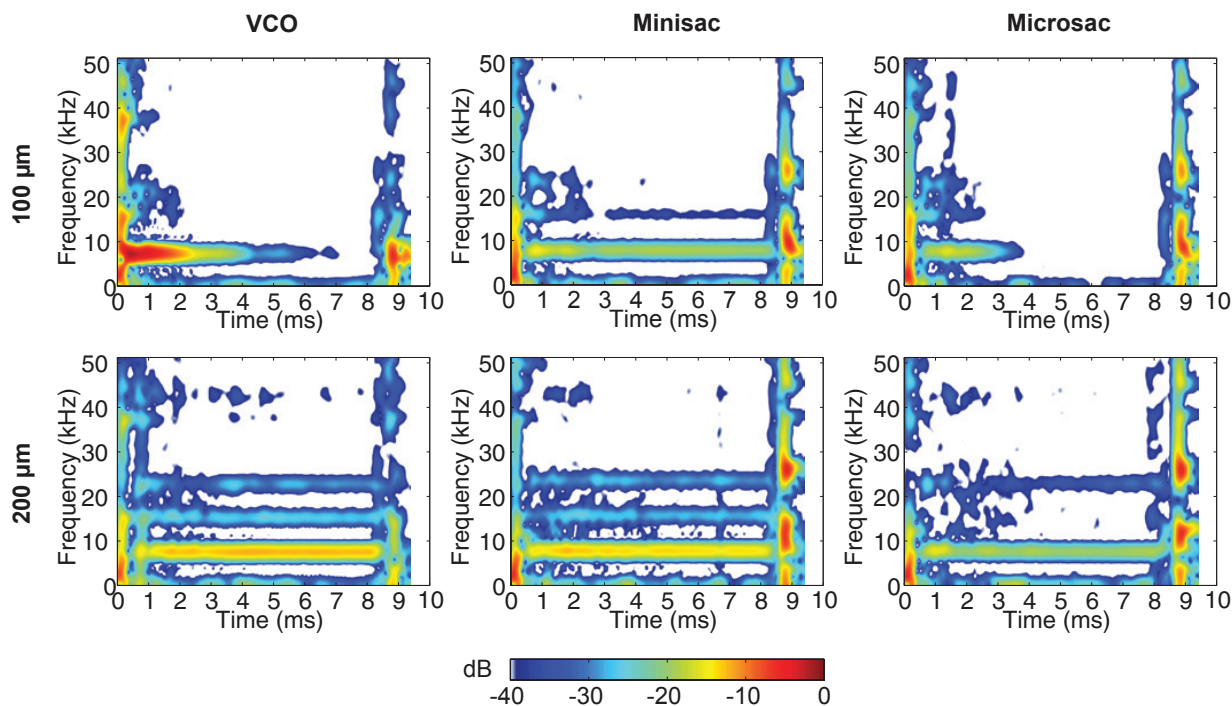 VCO Minisac Microsac
100 µm
Frequency (kHz) Frequency (kHz) Frequency (kHz)
50 50 50
40 40 40
30 30 30
20 20 20
10 10 10
0 0 0
0 1 2 3 4 5 6 7 8 9 10 0 1 2 3 4 5 6 7 8 9 10 0 1 2 3 4 5 6 7 8 9 10
Time (ms) Time (ms) Time (ms)
200 µm
Frequency (kHz) Frequency (kHz) Frequency (kHz)
50 50 50
40 40 40
30 30 30
20 20 20
10 10 10
0 0 0
0 1 2 3 4 5 6 7 8 9 10 0 1 2 3 4 5 6 7 8 9 10 0 1 2 3 4 5 6 7 8 9 10
Time (ms) Time (ms) Time (ms)
dB
-40 -30 -20 -10 0